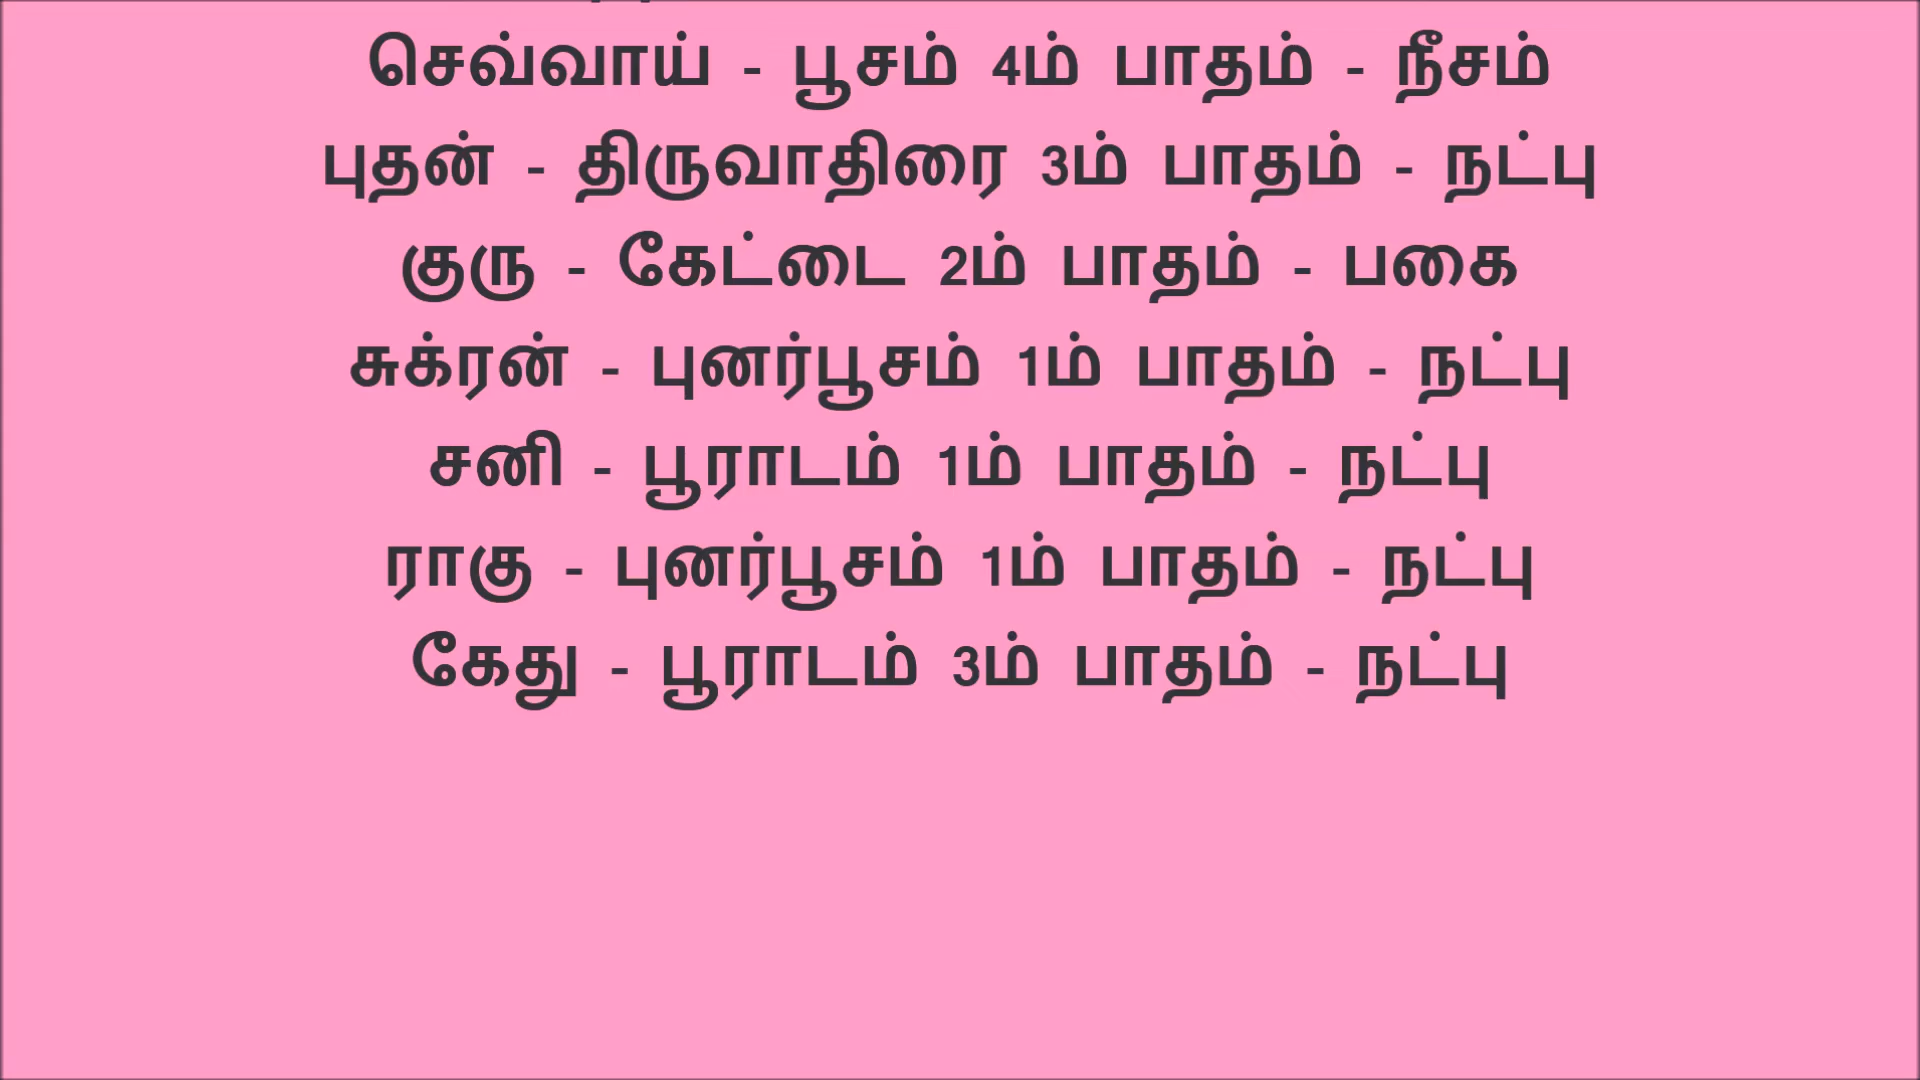 செவ்வாய் - பூசம் 4ம் பாதம் - நீசம்
புதன் - திருவாதிரை 3ம் பாதம் - நட்பு
குரு - கேட்டை 2ம் பாதம் - பகை
சுக்ரன் - புனர்பூசம் 1ம் பாதம் - நட்பு
சனி - பூராடம் 1ம் பாதம் - நட்பு
ராகு - புனர்பூசம் 1ம் பாதம் - நட்பு
கேது - பூராடம் 3ம் பாதம் - நட்பு